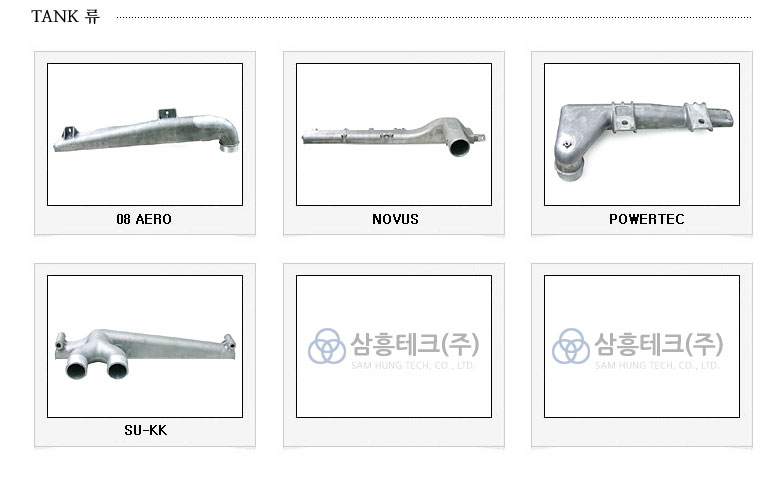 TANK 류
08 AERO
NOVUS
POWERTEC
SU-KK
삼흥테크(주)
SAM HUNG TECH, CO., LTD.
삼흥테크(주)
SAM HUNG TECH, CO., LTD.